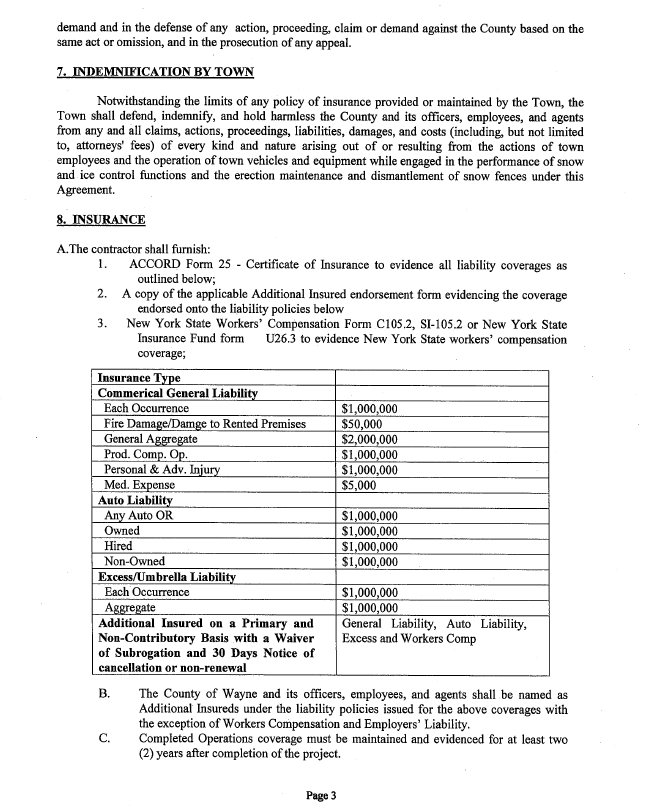 demand and in the defense of any action, proceeding, claim or demand against the County based on the
same act or omission, and in the prosecution of any appeal.
7. INDEMNIFICATION BY TOWN
Notwithstanding the limits of any policy of insurance provided or maintained by the Town, the
Town shall defend, indemnify, and hold harmless the County and its officers, employees, and agents
from any and all claims, actions, proceedings, liabilities, damages, and costs (including, but not limited
to, attorneys' fees) of every kind and nature arising out of or resulting from the actions of town
employees and the operation of town vehicles and equipment while engaged in the performance of snow
and ice control functions and the erection maintenance and dismantlement of snow fences under this
Agreement.
8. INSURANCE
A.The contractor shall furnish:
1. ACCORD Form 25 - Certificate of Insurance to evidence all liability coverages as
outlined below;
2. A copy of the applicable Additional Insured endorsement form evidencing the coverage
endorsed onto the liability policies below
3. New York State Workers' Compensation Form C105.2, SI-105.2 or New York State
Insurance Fund form U26.3 to evidence New York State workers' compensation
coverage;
Insurance Type
Commerical General Liability
Each Occurrence $1,000,000
Fire Damage/Damge to Rented Premises $50,000
General Aggregate $2,000,000
Prod. Comp. Op. $1,000,000
Personal & Adv. Injury $1,000,000
Med. Expense $5,000
Auto Liability
Any Auto OR $1,000,000
Owned $1,000,000
Hired $1,000,000
Non-Owned $1,000,000
Excess/Umbrella Liability
Each Occurrence $1,000,000
Aggregate $1,000,000
Additional Insured on a Primary and General Liability, Auto Liability,
Non-Contributory Basis with a Waiver Excess and Workers Comp
of Subrogation and 30 Days Notice of
cancellation or non-renewal
B. The County of Wayne and its officers, employees, and agents shall be named as
Additional Insureds under the liability policies issued for the above coverages with
the exception of Workers Compensation and Employers' Liability.
C. Completed Operations coverage must be maintained and evidenced for at least two
(2) years after completion of the project.
Page 3